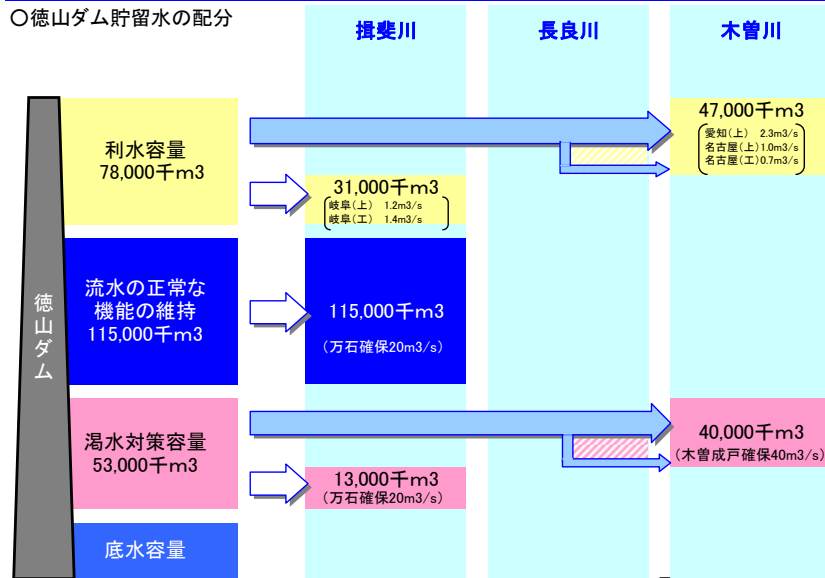 〇徳山ダム貯留水の配分
揖斐川
長良川
木曽川
徳山ダム
利水容量
78,000千m3
47,000千m3
愛知(上) 2.3m3/s
名古屋(上)1.0m3/s
名古屋(工)0.7m3/s
31,000千m3
岐阜(上) 1.2m3/s
岐阜(工) 1.4m3/s
流水の正常な
機能の維持
115,000千m3
115,000千m3
(万石確保20m3/s)
渇水対策容量
53,000千m3
40,000千m3
(木曽成戸確保40m3/s)
13,000千m3
(万石確保20m3/s)
底水容量